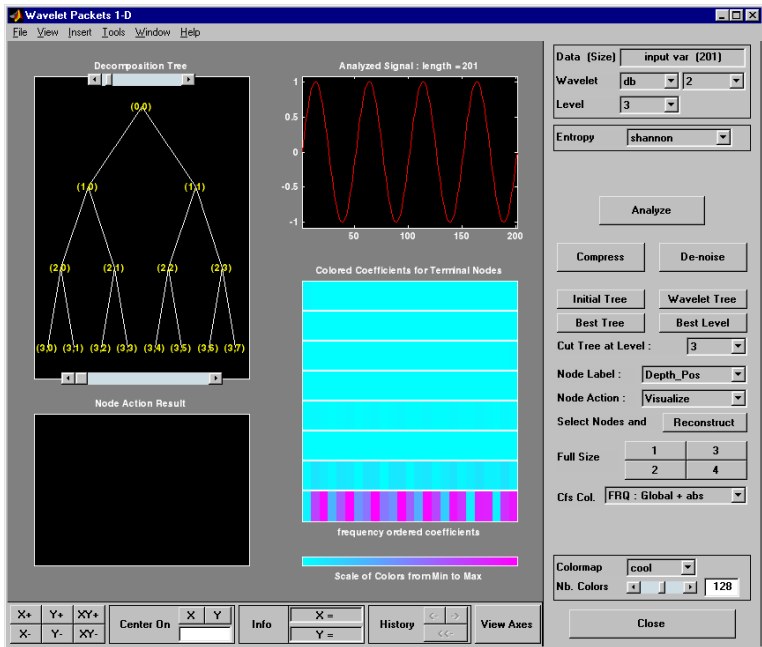 Wavelet Packets 1-D
File View Insert Tools Window Help
Decomposition Tree
(0,0)
(1,0) (1,1)
(2,0) (2,1) (2,2) (2,3)
(3,0) (3,1) (3,2) (3,3) (3,4) (3,5) (3,6) (3,7)
Node Action Result
Analyzed Signal : length = 201
1
0.5
0
-0.5
-1
50 100 150 200
Colored Coefficients for Terminal Nodes
frequency ordered coefficients
Scale of Colors from Min to Max
Data (Size) input var (201)
Wavelet db 2
Level 3
Entropy shannon
Analyze
Compress De-noise
Initial Tree Wavelet Tree
Best Tree Best Level
Cut Tree at Level : 3
Node Label : Depth_Pos
Node Action : Visualize
Select Nodes and Reconstruct
Full Size 1 3
2 4
Cfs Col. FRQ : Global + abs
Colormap cool
Nb. Colors 128
Close
X+ Y+ XY+
X- Y- XY-
Center On X Y
Info X =
Y =
History <- ->
<<-
View Axes